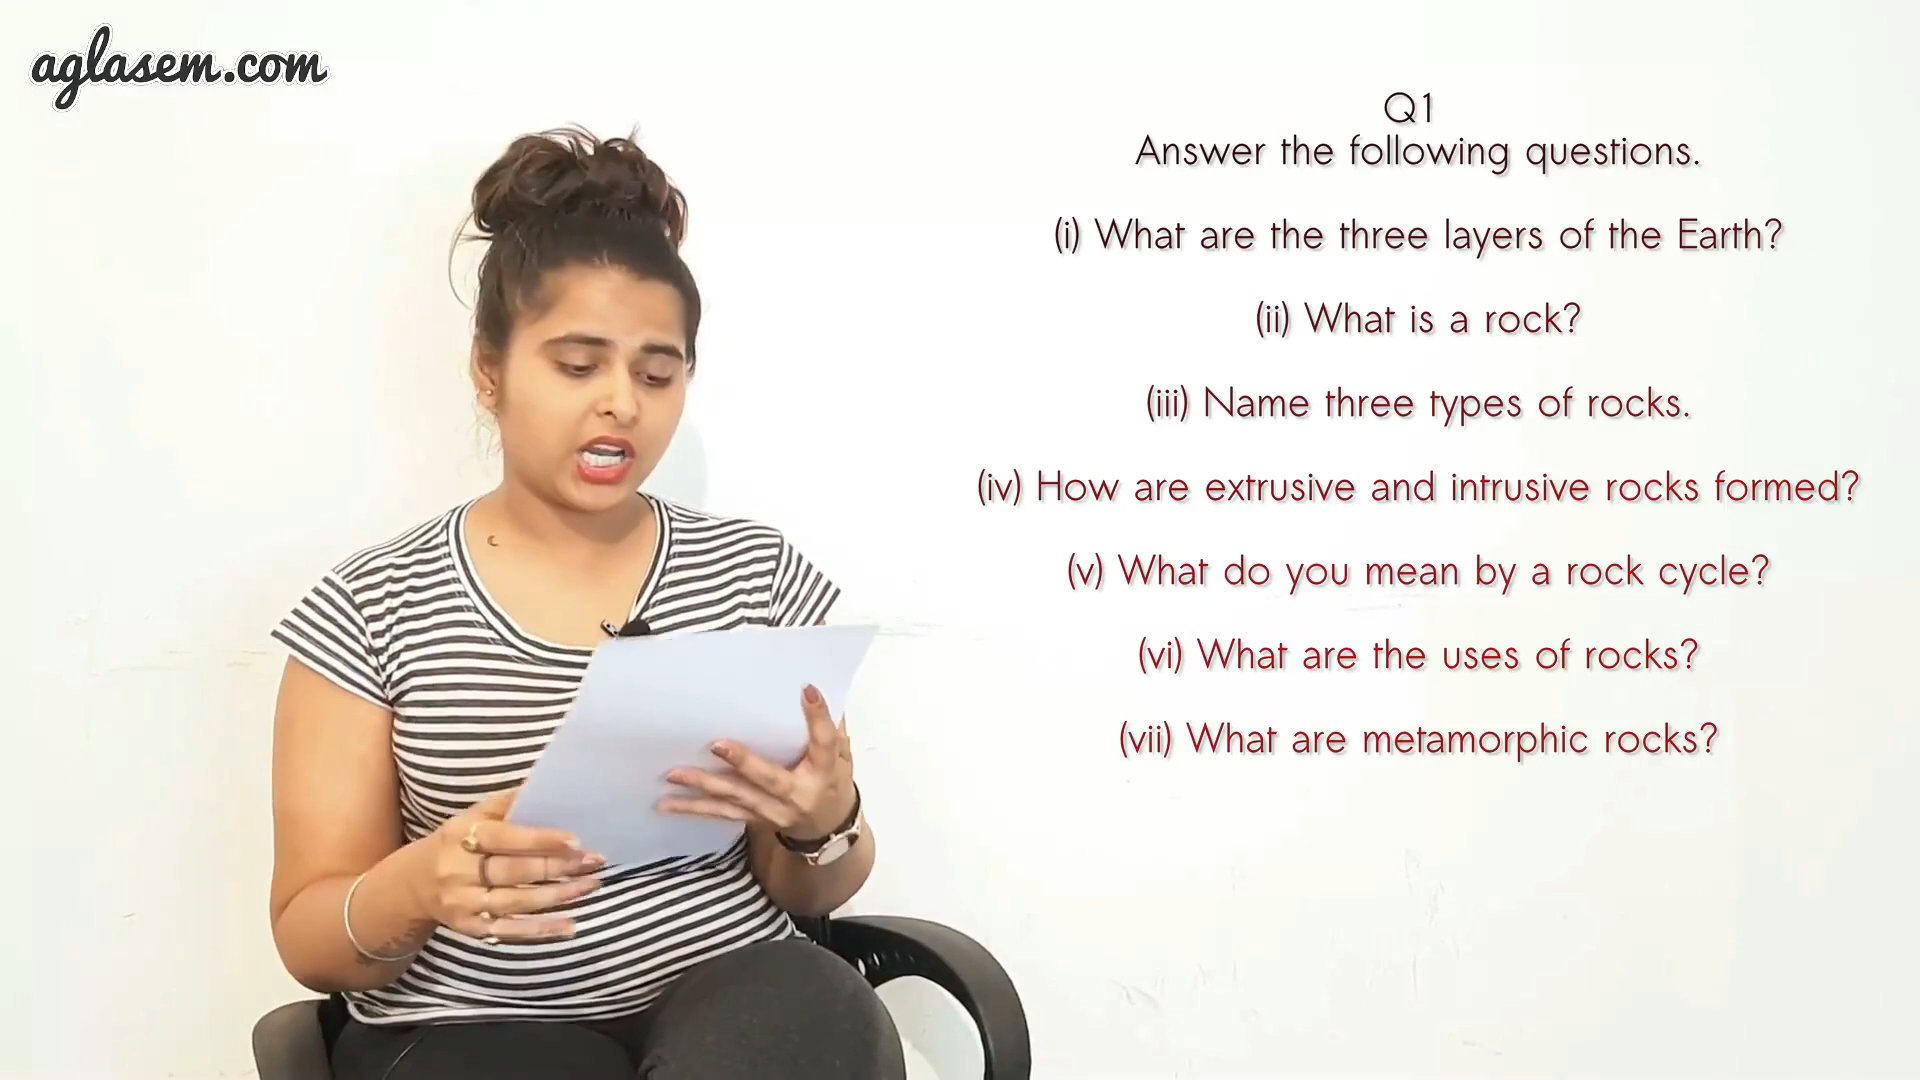 aglasem.com
Q1
Answer the following questions.
(i) What are the three layers of the Earth?
(ii) What is a rock?
(iii) Name three types of rocks.
(iv) How are extrusive and intrusive rocks formed?
(v) What do you mean by a rock cycle?
(vi) What are the uses of rocks?
(vii) What are metamorphic rocks?